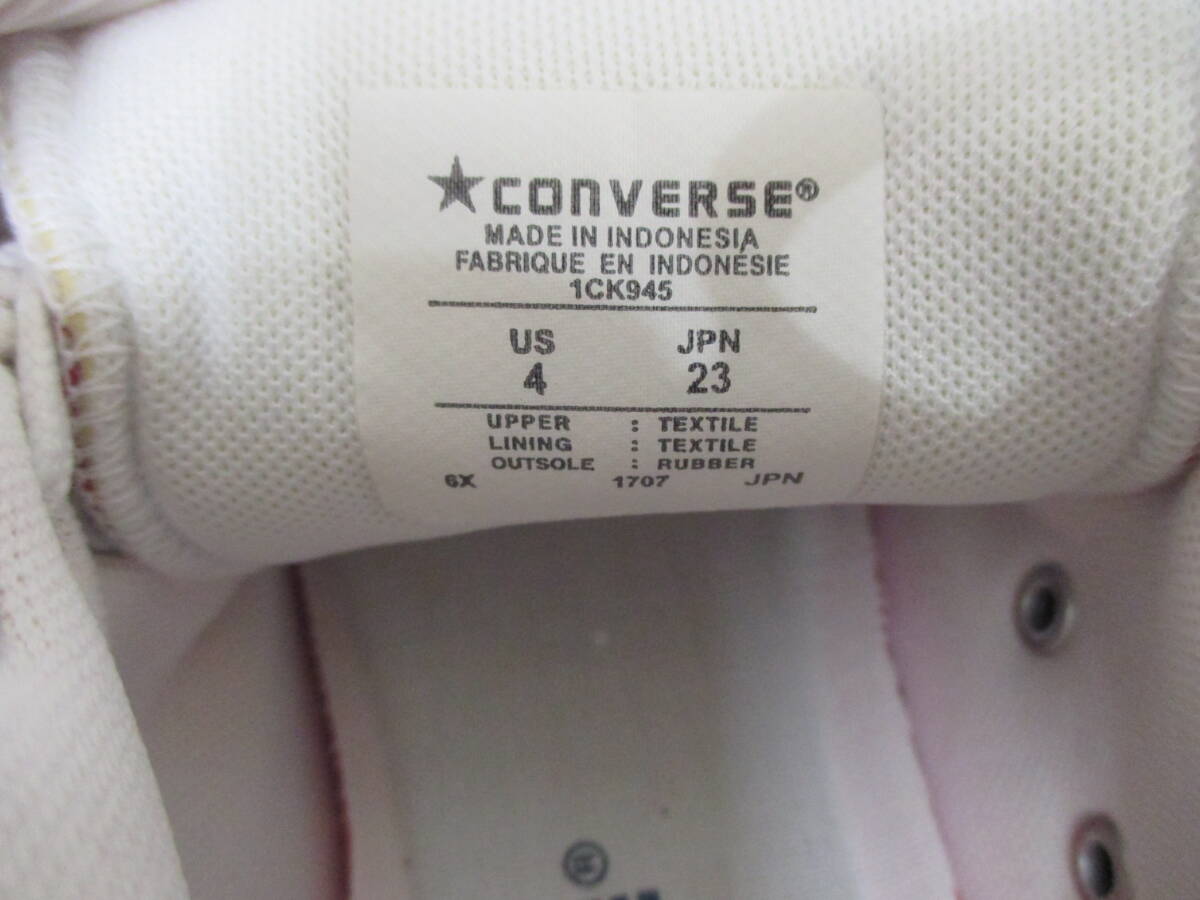 ★CONVERSE®
MADE IN INDONESIA
FABRIQUE EN INDONÉSIE
1CK945
US JPN
4 23
UPPER : TEXTILE
LINING : TEXTILE
OUTSOLE : RUBBER
6X 1707 JPN